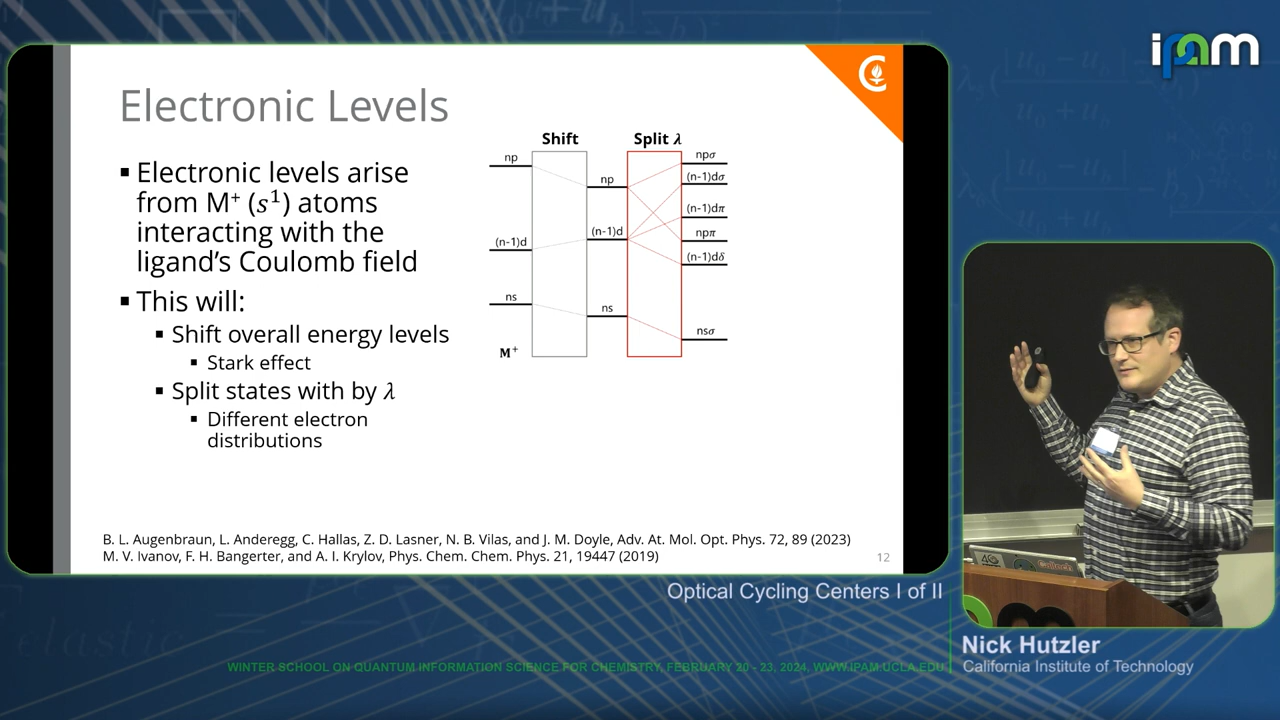 ipam
Electronic Levels
▪ Electronic levels arise
from M⁺ (s¹) atoms
interacting with the
ligand's Coulomb field
▪ This will:
▪ Shift overall energy levels
▪ Stark effect
▪ Split states with by λ
▪ Different electron
distributions
Shift
Split λ
np
(n-1)d
ns
M⁺
np
(n-1)d
ns
npσ
(n-1)dσ
(n-1)dπ
npπ
(n-1)dδ
nsσ
B. L. Augenbraun, L. Anderegg, C. Hallas, Z. D. Lasner, N. B. Vilas, and J. M. Doyle, Adv. At. Mol. Opt. Phys. 72, 89 (2023)
M. V. Ivanov, F. H. Bangerter, and A. I. Krylov, Phys. Chem. Chem. Phys. 21, 19447 (2019)
12
Optical Cycling Centers I of II
Nick Hutzler
California Institute of Technology
WINTER SCHOOL ON QUANTUM INFORMATION SCIENCE FOR CHEMISTRY, FEBRUARY 20 - 23, 2024, WWW.IPAM.UCLA.EDU
elastic